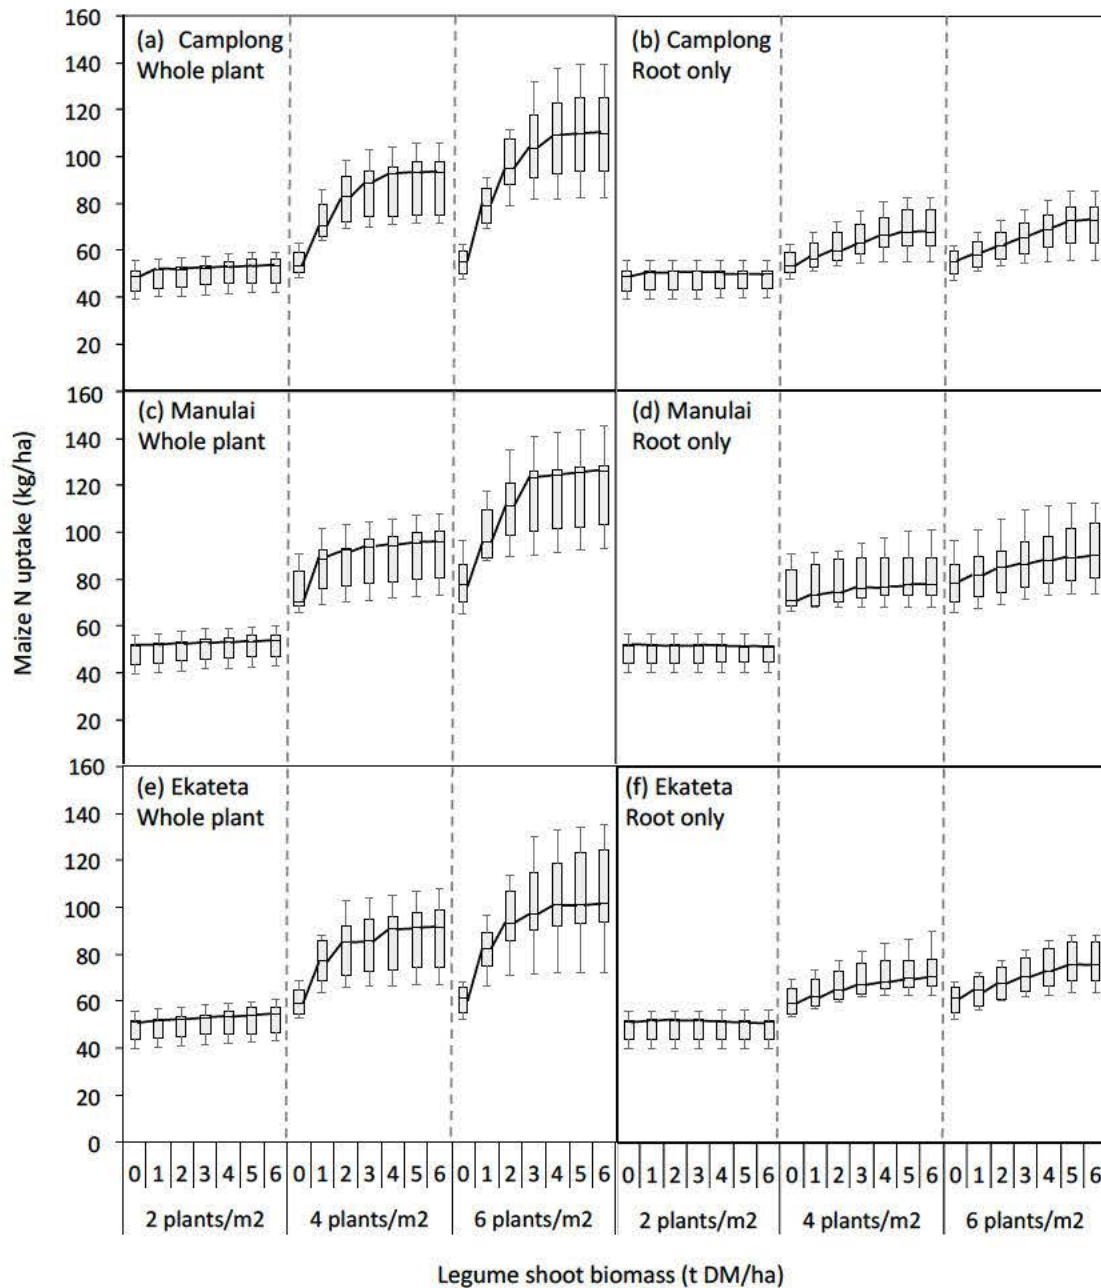 160
140
120
100
80
60
40
20
160
140
120
100
80
60
40
20
160
140
120
100
80
60
40
20
0
Maize N uptake (kg/ha)
(a) Camplong
Whole plant
(b) Camplong
Root only
(c) Manulai
Whole plant
(d) Manulai
Root only
(e) Ekateta
Whole plant
(f) Ekateta
Root only
0 1 2 3 4 5 6 0 1 2 3 4 5 6 0 1 2 3 4 5 6 0 1 2 3 4 5 6 0 1 2 3 4 5 6 0 1 2 3 4 5 6
2 plants/m2 4 plants/m2 6 plants/m2 2 plants/m2 4 plants/m2 6 plants/m2
Legume shoot biomass (t DM/ha)